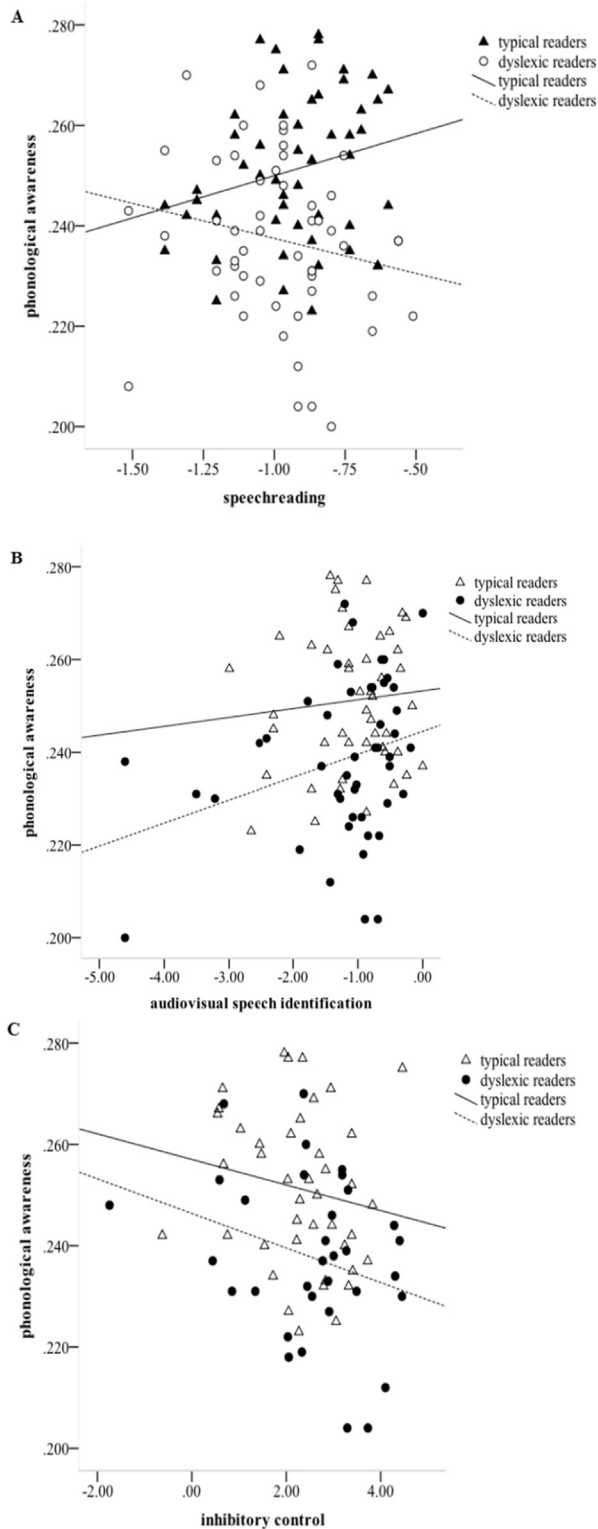 A
.280
.260
.240
.220
.200
phonological awareness
-1.50 -1.25 -1.00 -.75 -.50
speechreading
typical readers
dyslexic readers
typical readers
dyslexic readers
B
.280
.260
.240
.220
.200
phonological awareness
-5.00 -4.00 -3.00 -2.00 -1.00 .00
audiovisual speech identification
typical readers
dyslexic readers
typical readers
dyslexic readers
C
.280
.260
.240
.220
.200
phonological awareness
-2.00 .00 2.00 4.00
inhibitory control
typical readers
dyslexic readers
typical readers
dyslexic readers